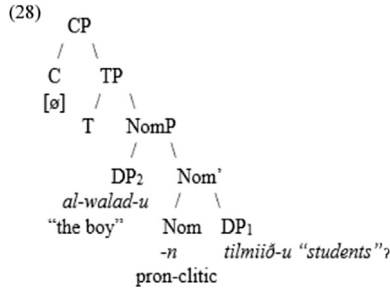 (28)
CP
C TP
[ø]
T NomP
DP₂ Nom’
al-walad-u
“the boy” Nom DP₁
-n tilmiið-u “students”?
pron-clitic